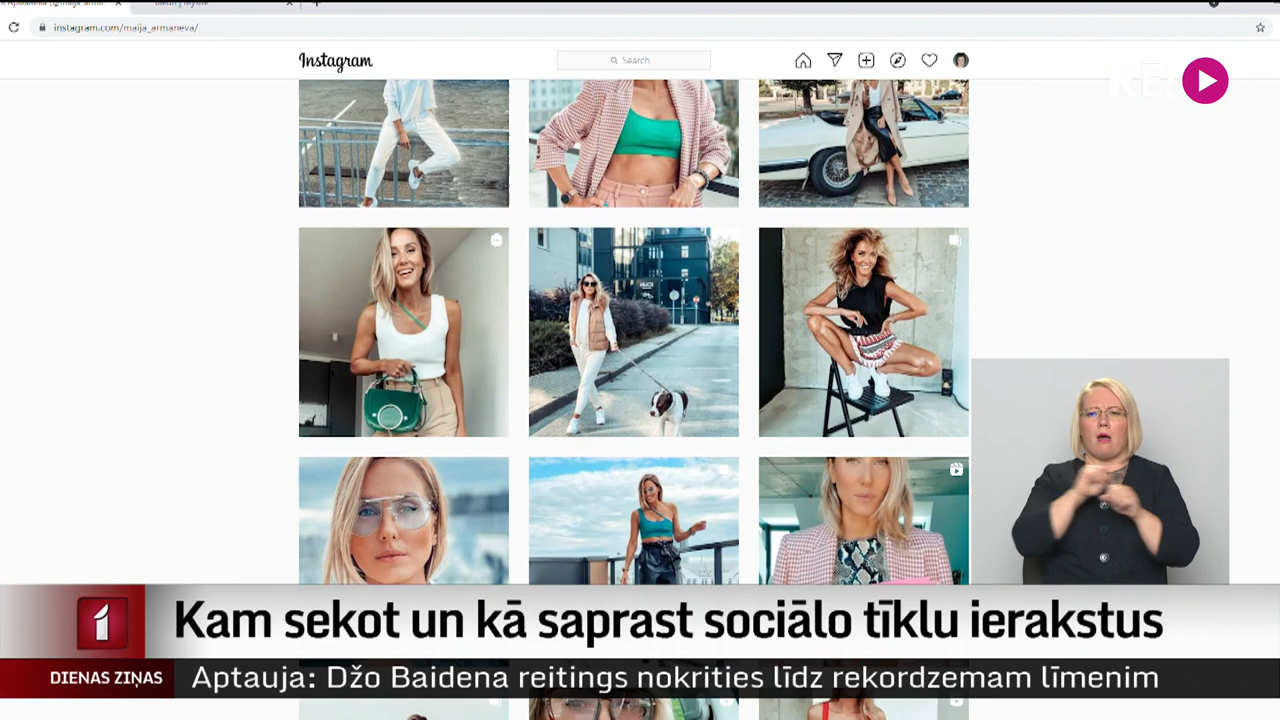 instagram.com/maija_armaneva/
Instagram
Search
RE:
1
Kam sekot un kā saprast sociālo tīklu ierakstus
DIENAS ZIŅAS
Aptauja: Džo Baidena reitings nokrities līdz rekordzemam līmenim